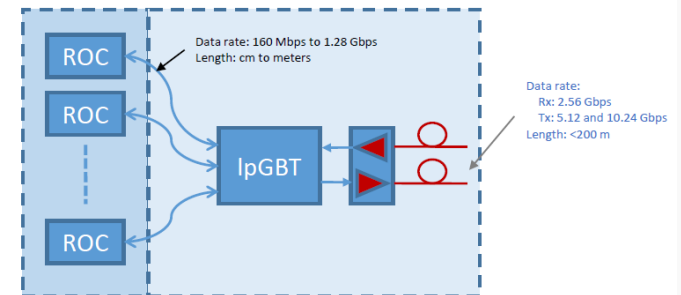 ROC
Data rate: 160 Mbps to 1.28 Gbps
Length: cm to meters
ROC
Data rate:
Rx: 2.56 Gbps
Tx: 5.12 and 10.24 Gbps
Length: <200 m
lpGBT
ROC